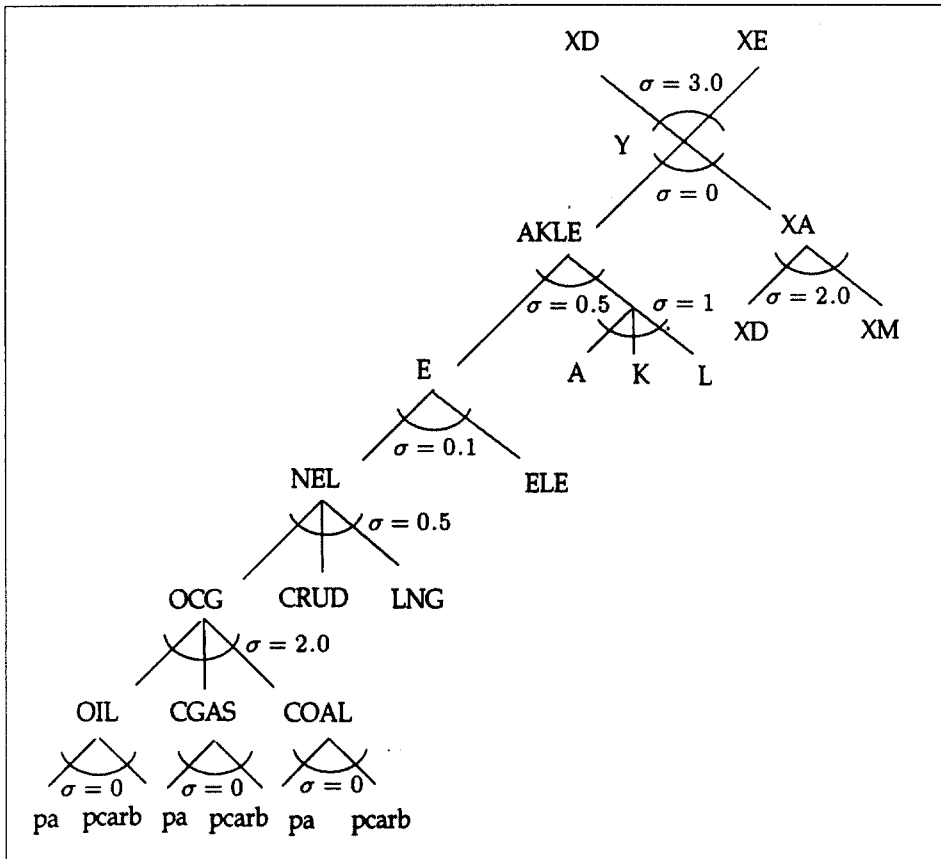 XD XE
σ = 3.0
Y
σ = 0
AKLE XA
σ = 0.5 σ = 1 σ = 2.0
XD XM
E A K L
σ = 0.1
NEL ELE
σ = 0.5
OCG CRUD LNG
σ = 2.0
OIL CGAS COAL
σ = 0 σ = 0 σ = 0
pa pcarb pa pcarb pa pcarb